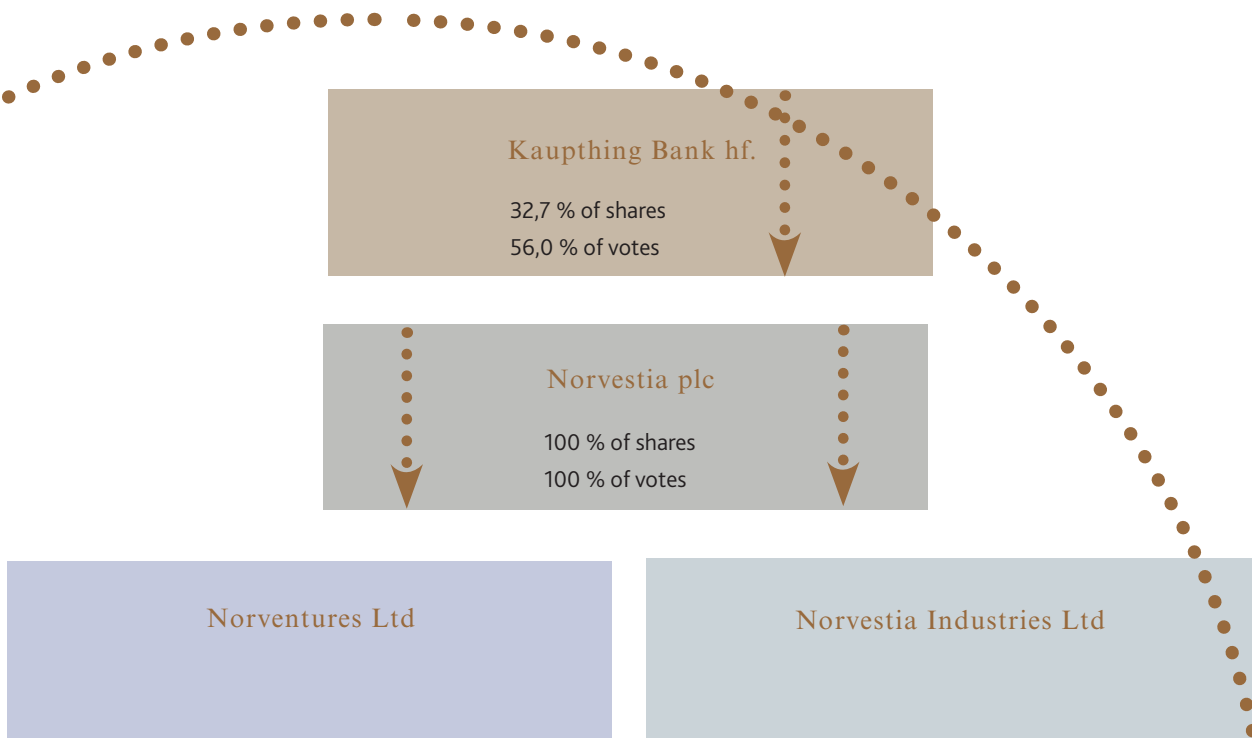 Kaupthing Bank hf.
32,7 % of shares
56,0 % of votes
Norvestia plc
100 % of shares
100 % of votes
Norventures Ltd
Norvestia Industries Ltd